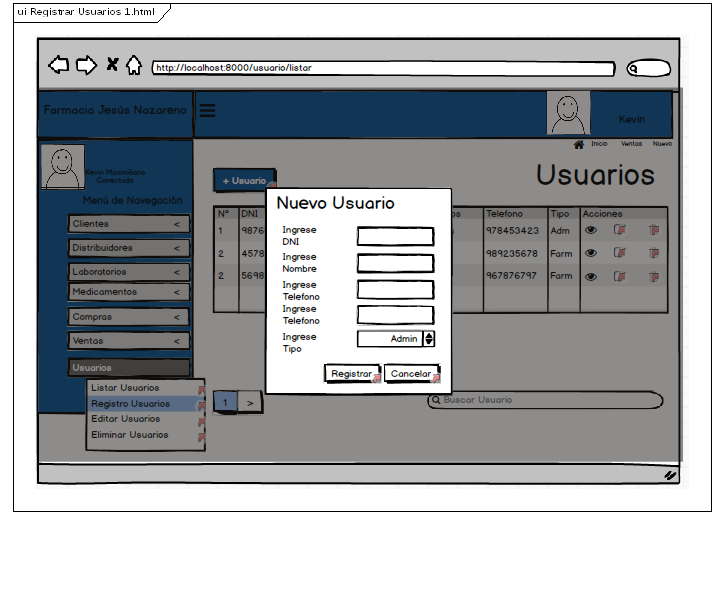 ui Registrar Usuarios 1.html
http://localhost:8000/usuario/listar
Farmacia Jesús Nazareno
Kevin
Inicio Ventas Nuevo
Kevin Maximiliano
Conectado
Menú de Navegación
Clientes <
Distribuidores <
Laboratorios <
Medicamentos <
Compras <
Ventas <
Usuarios
Listar Usuarios
Registro Usuarios
Editar Usuarios
Eliminar Usuarios
+ Usuario
Usuarios
N° DNI os Telefono Tipo Acciones
1 9876 978453423 Adm
2 4578 989235678 Farm
2 5698 967876797 Farm
Nuevo Usuario
Ingrese
DNI
Ingrese
Nombre
Ingrese
Telefono
Ingrese
Telefono
Ingrese
Tipo
Admin
Registrar Cancelar
1 >
Buscar Usuario